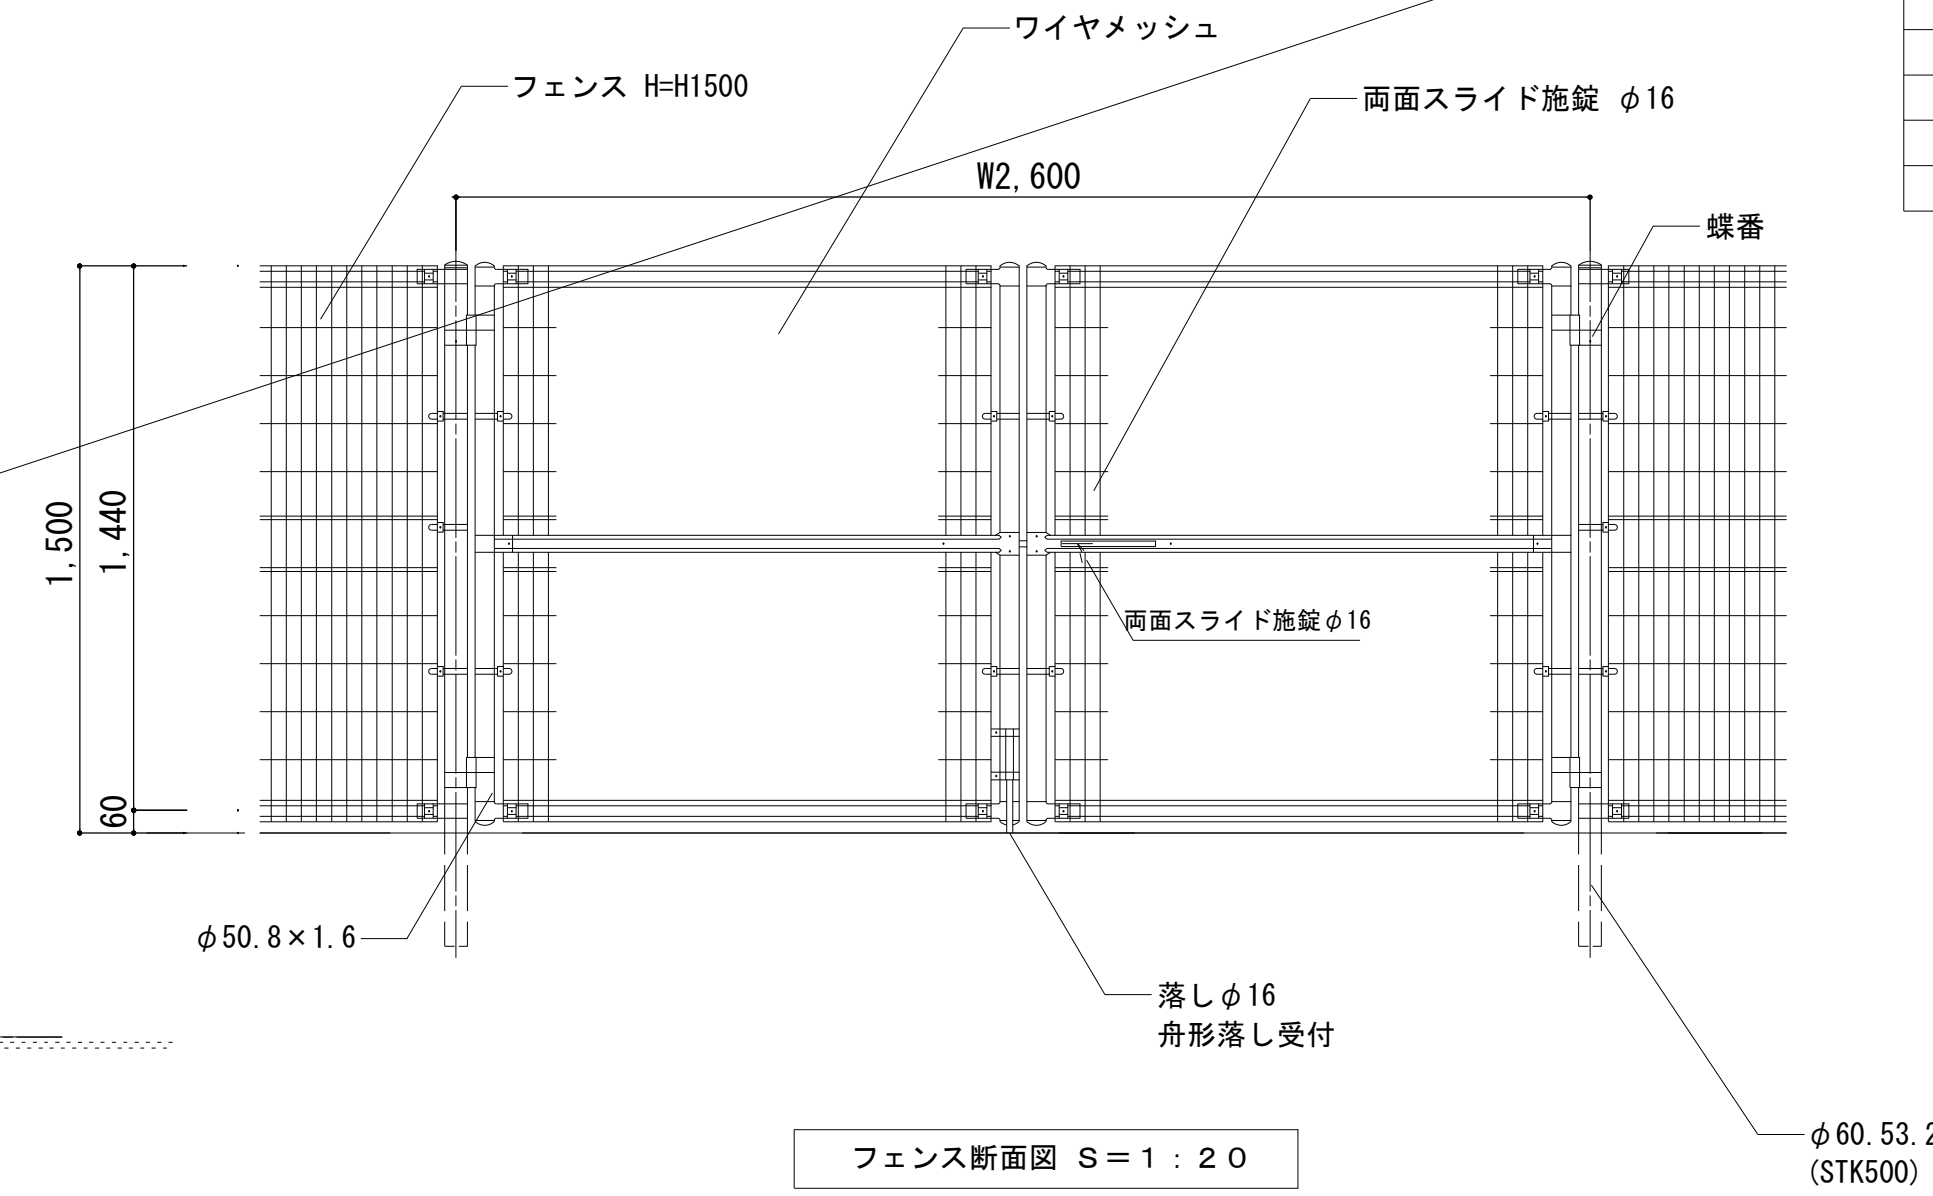 ワイヤメッシュ
フェンス H=H1500
両面スライド施錠 φ16
W2,600
蝶番
1,500
1,440
両面スライド施錠φ16
60
φ50.8×1.6
落しφ16
舟形落し受付
フェンス断面図 S=1:20
φ60.53.2
(STK500)